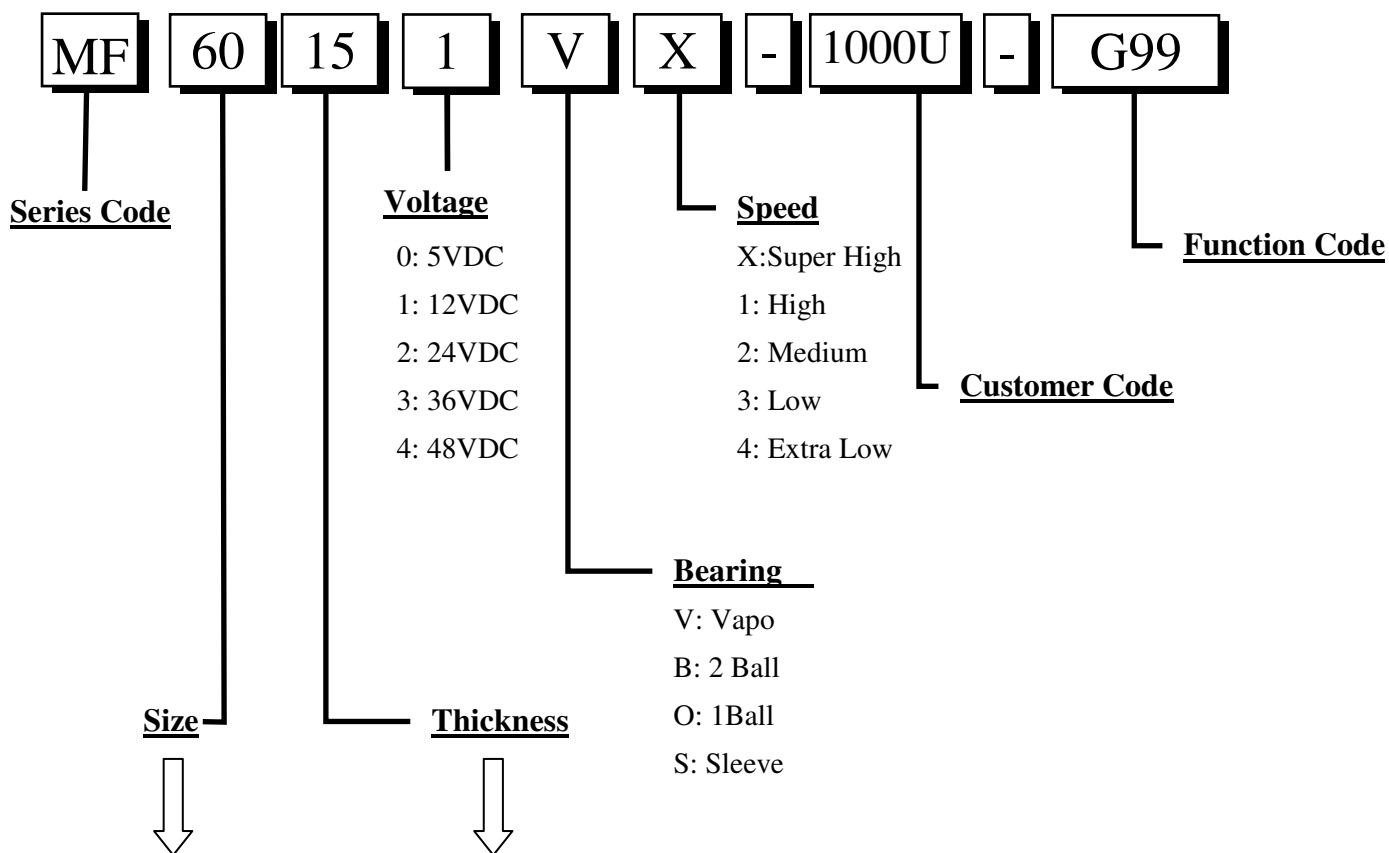 MF 60 15 1 V X - 1000U - G99
Series Code
Voltage
0: 5VDC
1: 12VDC
2: 24VDC
3: 36VDC
4: 48VDC
Speed
X:Super High
1: High
2: Medium
3: Low
4: Extra Low
Function Code
Customer Code
Bearing
V: Vapo
B: 2 Ball
O: 1Ball
S: Sleeve
Size
Thickness